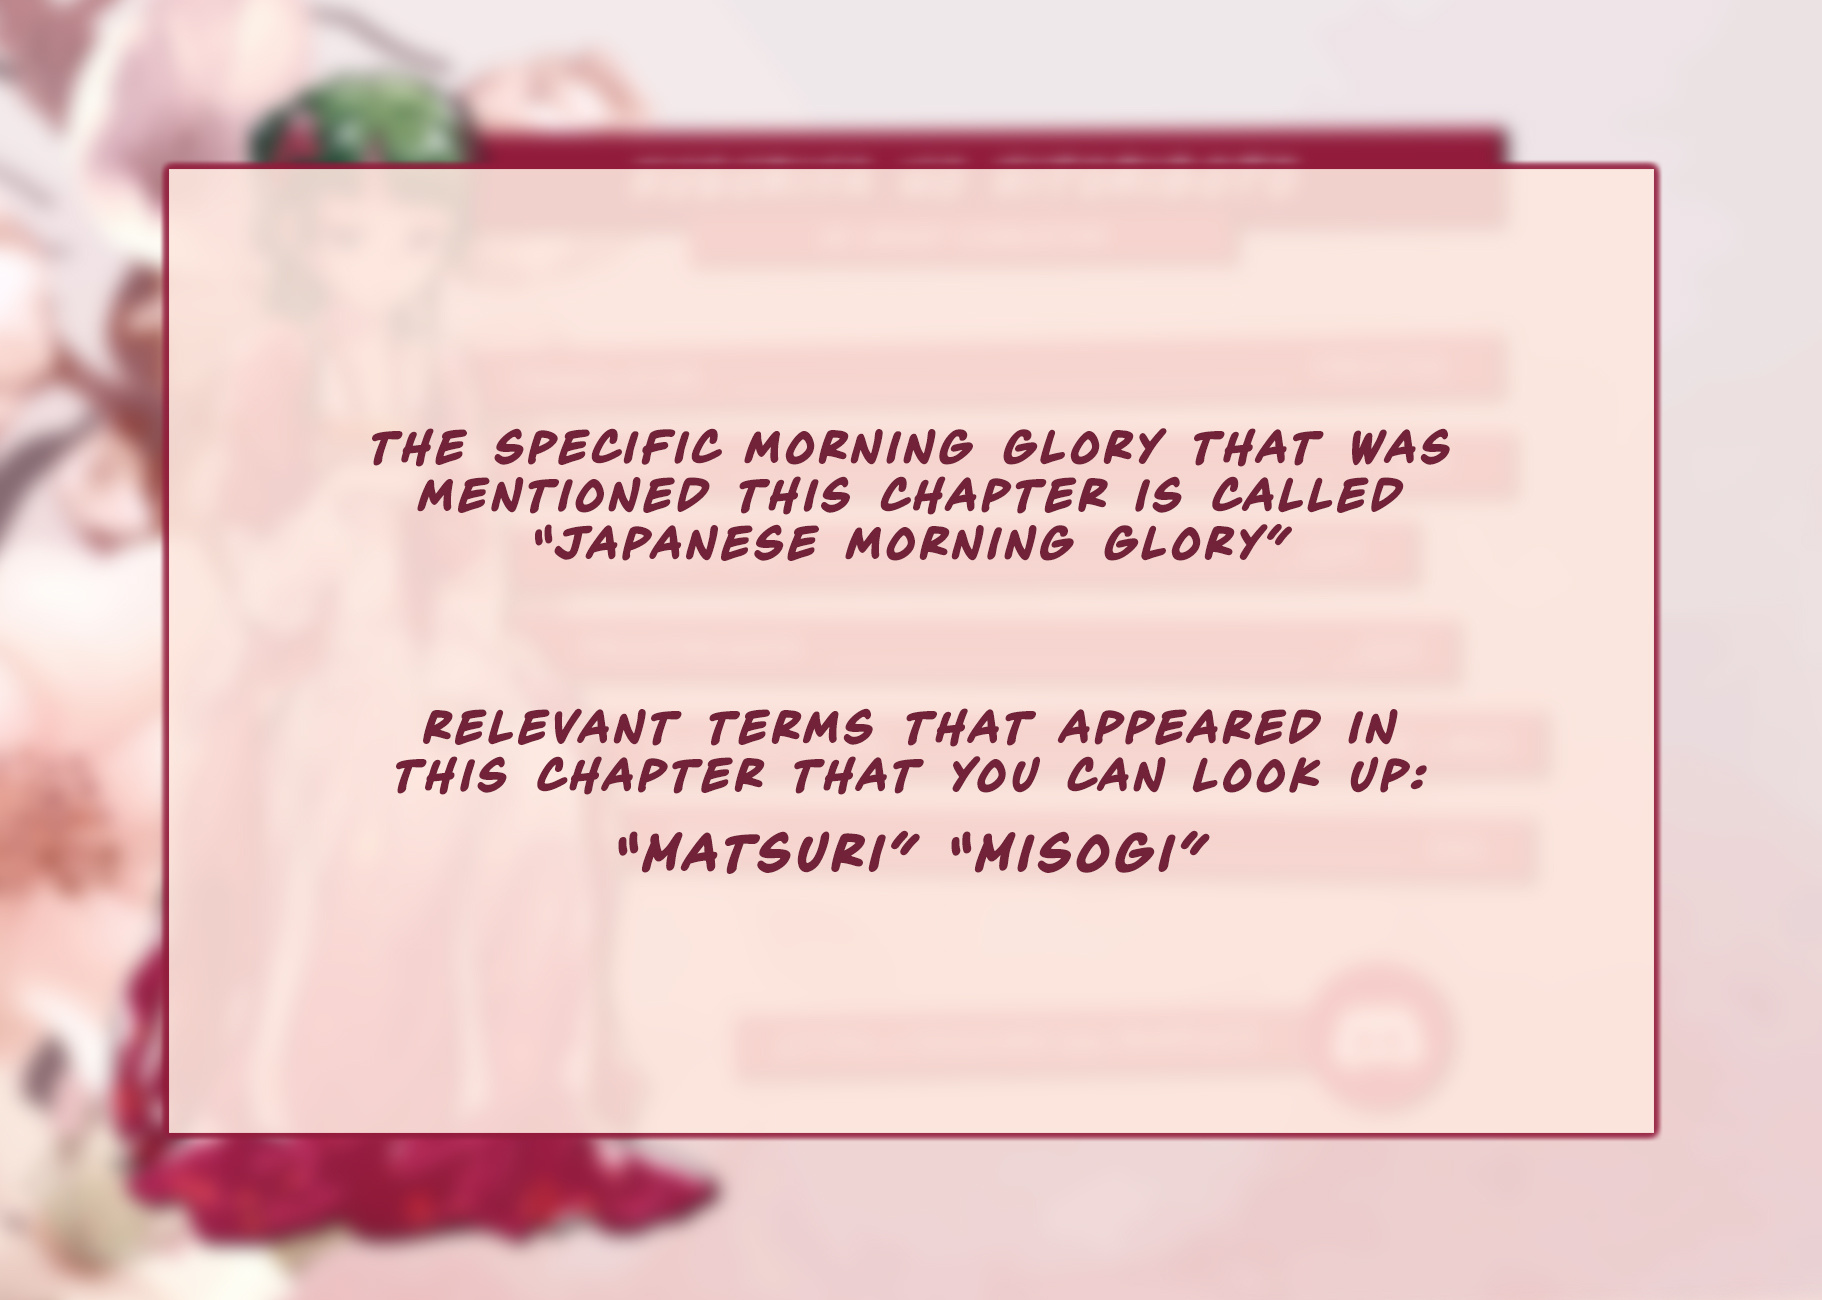 THE SPECIFIC MORNING GLORY THAT WAS
MENTIONED THIS CHAPTER IS CALLED
"JAPANESE MORNING GLORY"
RELEVANT TERMS THAT APPEARED IN
THIS CHAPTER THAT YOU CAN LOOK UP:
"MATSURI" "MISOGI"